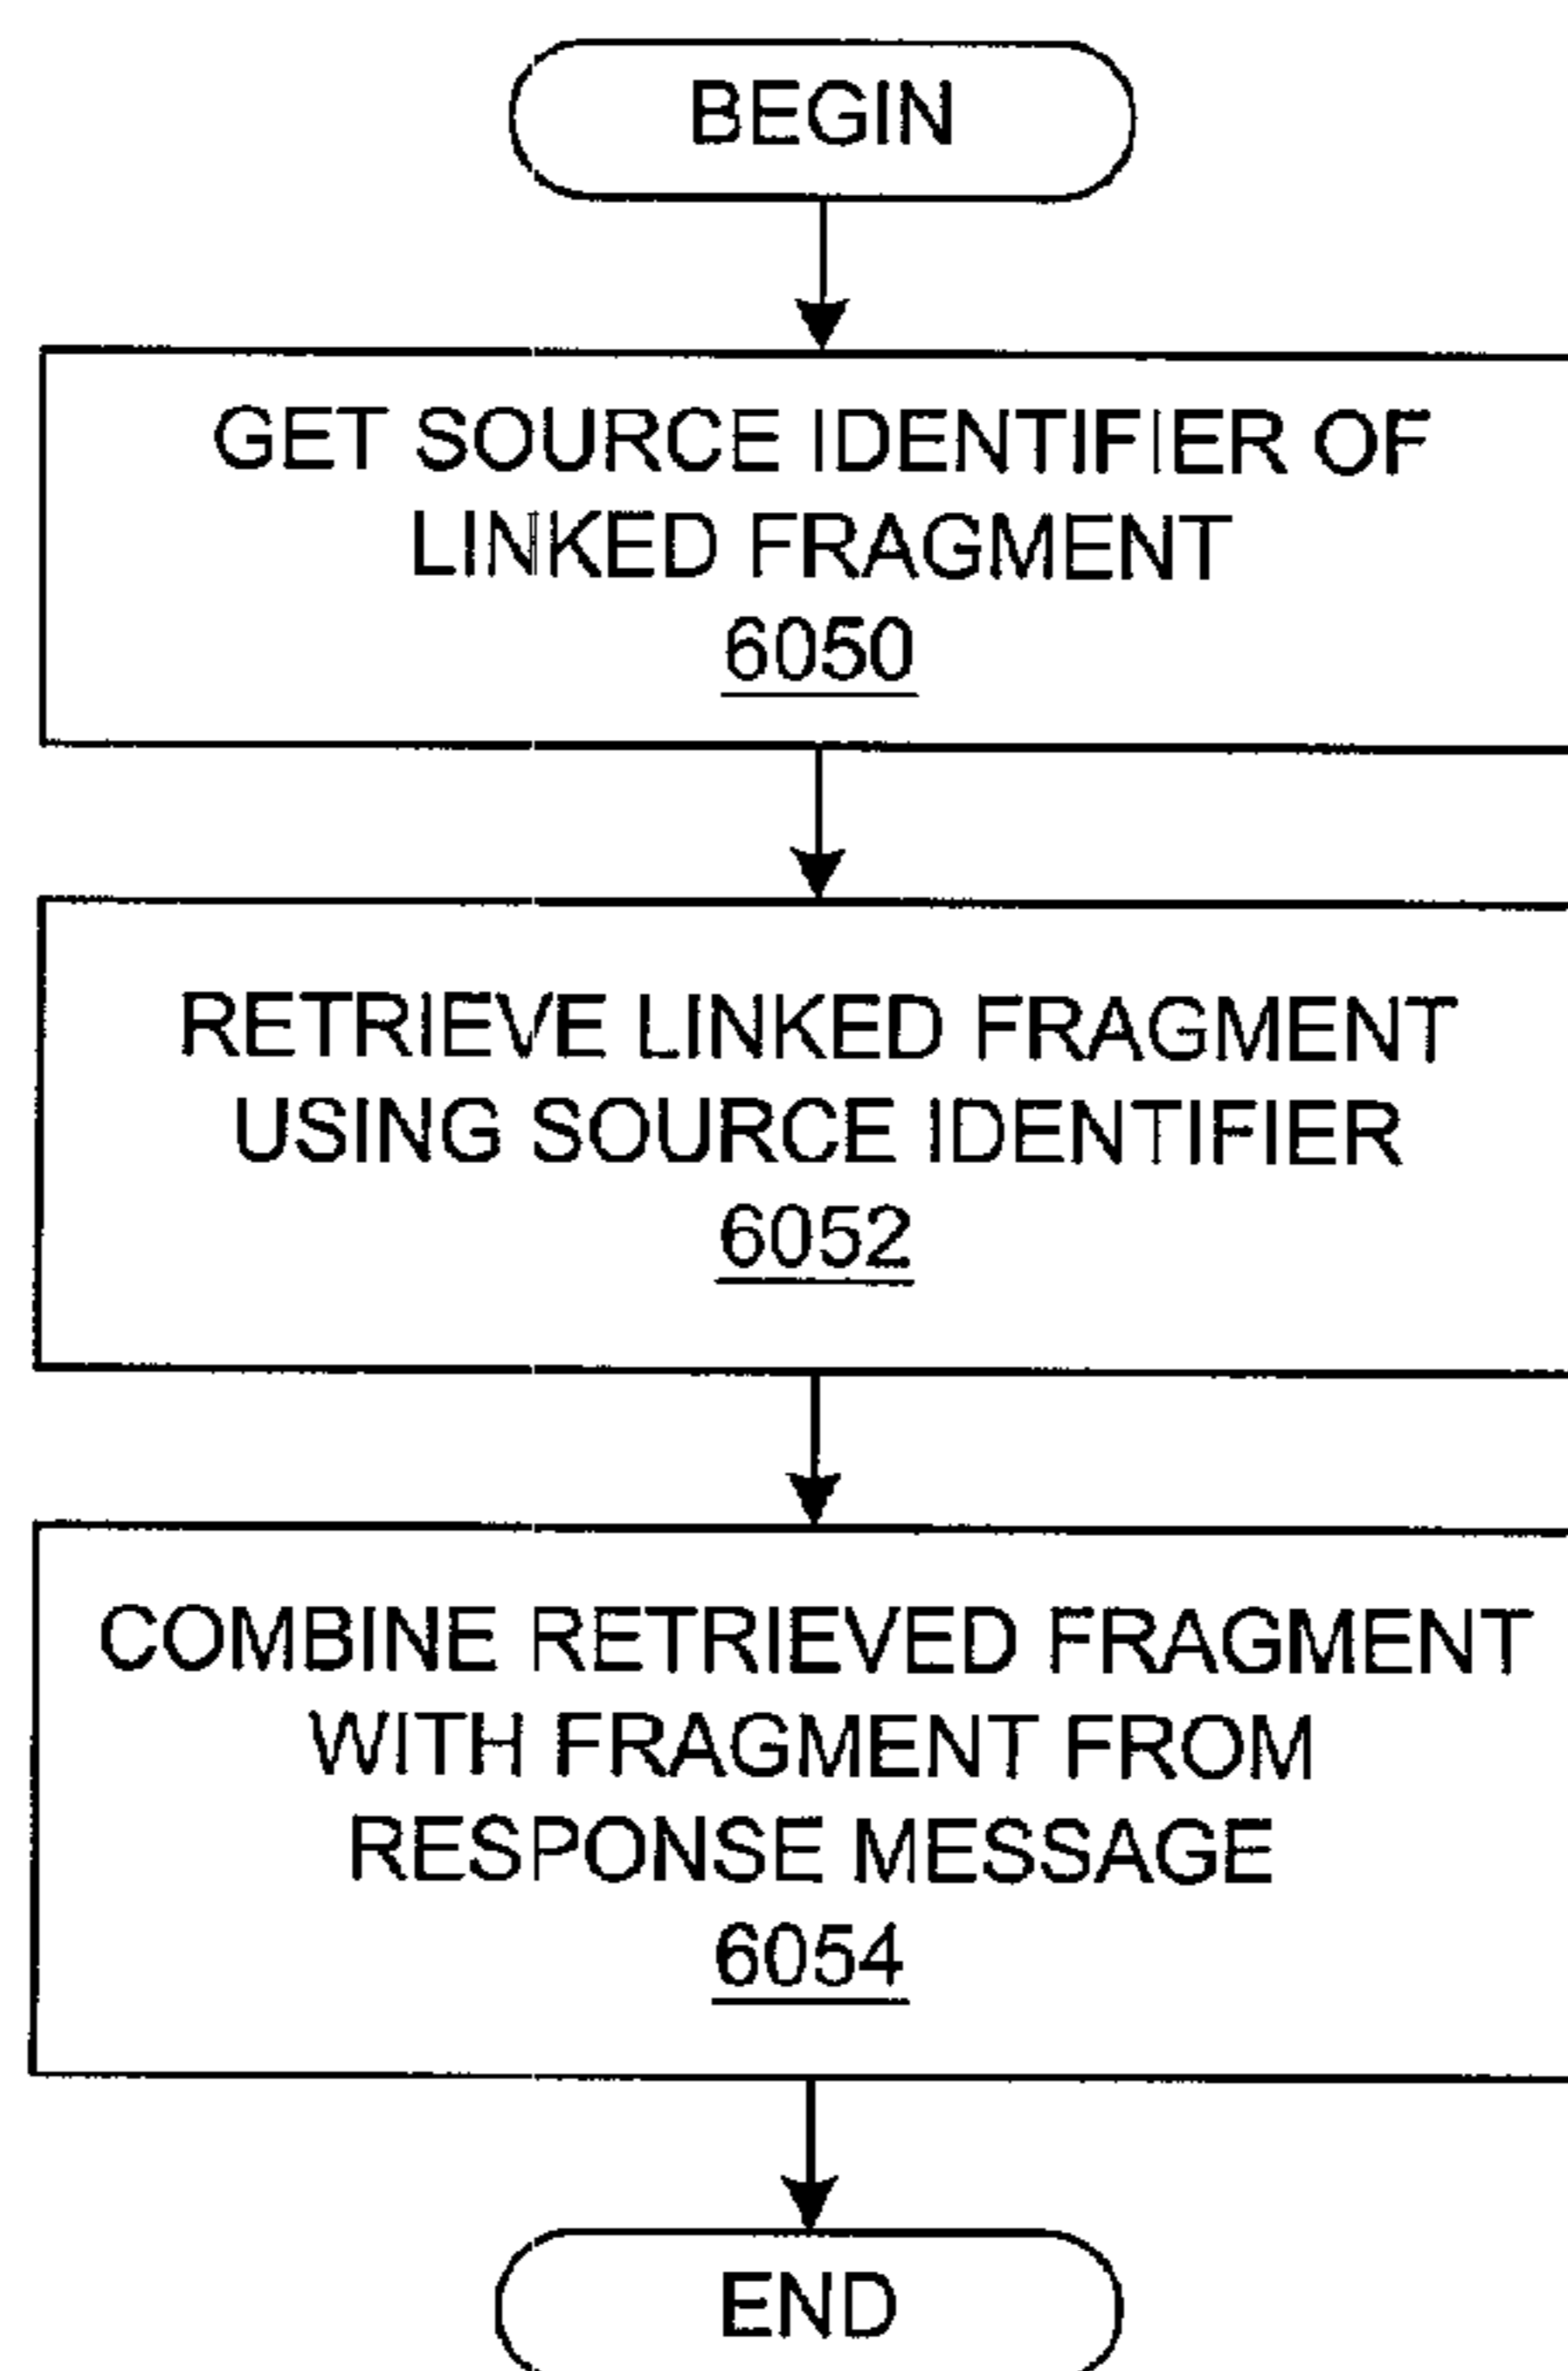 BEGIN
GET SOURCE IDENTIFIER OF
LINKED FRAGMENT
6050
RETRIEVE LINKED FRAGMENT
USING SOURCE IDENTIFIER
6052
COMBINE RETRIEVED FRAGMENT
WITH FRAGMENT FROM
RESPONSE MESSAGE
6054
END